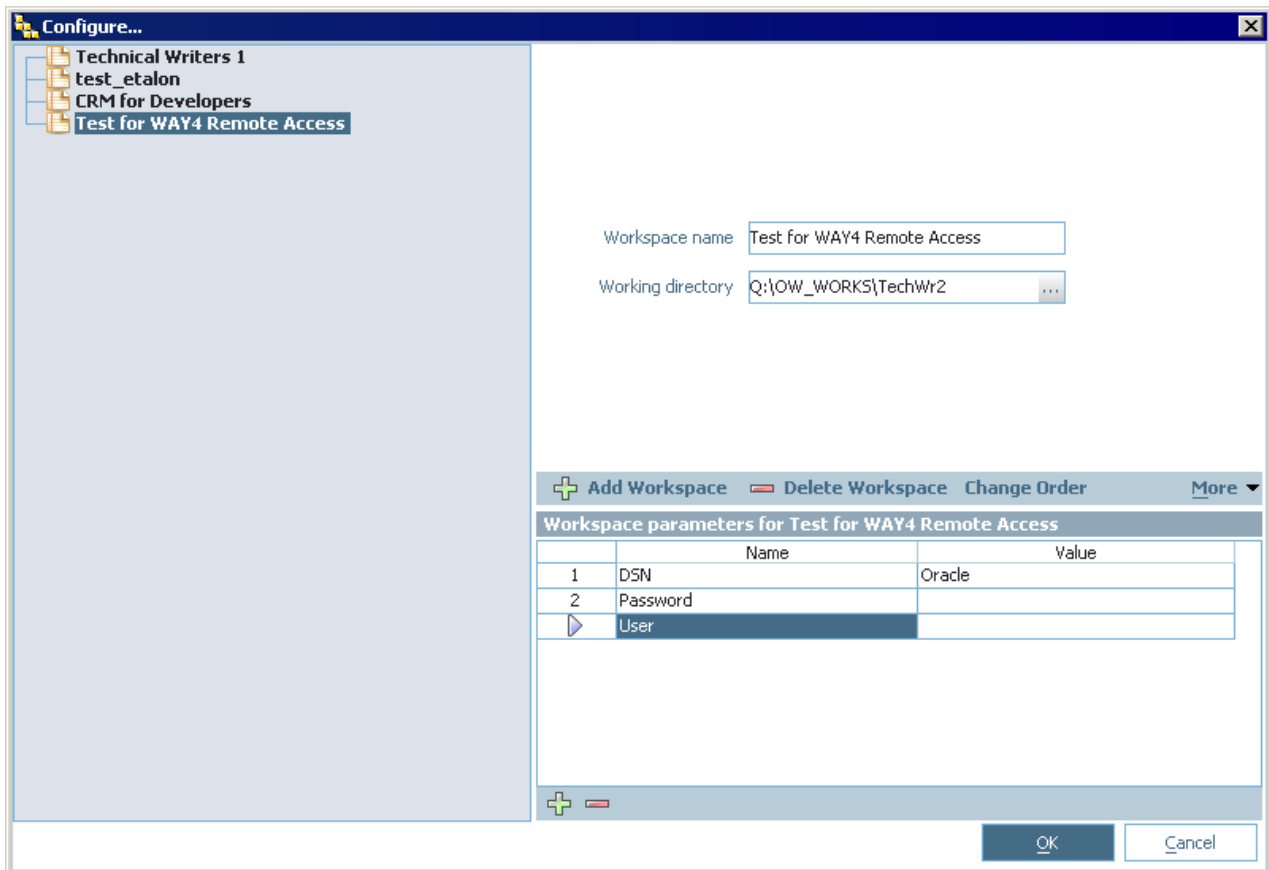 Configure...
Technical Writers 1
test_etalon
CRM for Developers
Test for WAY4 Remote Access
Workspace name Test for WAY4 Remote Access
Working directory Q:\OW_WORKS\TechWr2 ...
Add Workspace Delete Workspace Change Order More
Workspace parameters for Test for WAY4 Remote Access
Name Value
1 DSN Oracle
2 Password
User
OK Cancel